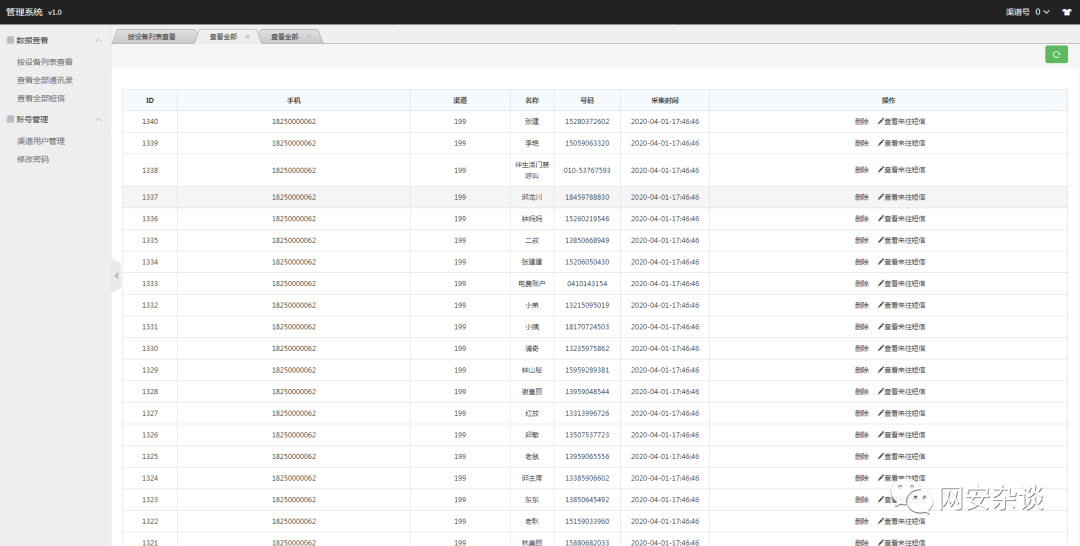 管理系统 v1.0
渠道号 0
数据查看
按设备列表查看
查看全部通讯录
查看全部短信
账号管理
渠道用户管理
修改密码
按设备列表查看 查看全部 × 查看全部 ×
ID 手机 渠道 名称 号码 采集时间 操作
1340 18250000062 199 张建 15280372602 2020-04-01-17:46:46 删除 查看来往短信
1339 18250000062 199 李艳 15059063320 2020-04-01-17:46:46 删除 查看来往短信
1338 18250000062 199 伴生活门禁呼叫 010-53767593 2020-04-01-17:46:46 删除 查看来往短信
1337 18250000062 199 邱龙川 18459788830 2020-04-01-17:46:46 删除 查看来往短信
1336 18250000062 199 钟妈妈 15260219546 2020-04-01-17:46:46 删除 查看来往短信
1335 18250000062 199 二叔 13850668949 2020-04-01-17:46:46 删除 查看来往短信
1334 18250000062 199 张建建 15206050430 2020-04-01-17:46:46 删除 查看来往短信
1333 18250000062 199 电费账户 0410143154 2020-04-01-17:46:46 删除 查看来往短信
1332 18250000062 199 小弟 13215095019 2020-04-01-17:46:46 删除 查看来往短信
1331 18250000062 199 小姨 18170724503 2020-04-01-17:46:46 删除 查看来往短信
1330 18250000062 199 清奇 13235975862 2020-04-01-17:46:46 删除 查看来往短信
1329 18250000062 199 钟山秘 15959289381 2020-04-01-17:46:46 删除 查看来往短信
1328 18250000062 199 谢皇丽 13959048544 2020-04-01-17:46:46 删除 查看来往短信
1327 18250000062 199 红放 13313996726 2020-04-01-17:46:46 删除 查看来往短信
1326 18250000062 199 邱敏 13507537723 2020-04-01-17:46:46 删除 查看来往短信
1325 18250000062 199 老鼠 13959065556 2020-04-01-17:46:46 删除 查看来往短信
1324 18250000062 199 邱主席 13385906602 2020-04-01-17:46:46 删除 查看来往短信
1323 18250000062 199 东东 13850645492 2020-04-01-17:46:46 删除
1322 18250000062 199 老耿 15159033960 2020-04-01-17:46:46 删除 查看来往短信
1321 18250000062 199 林美丽 15880682033 2020-04-01-17:46:46 删除 查看来往短信
网安杂谈